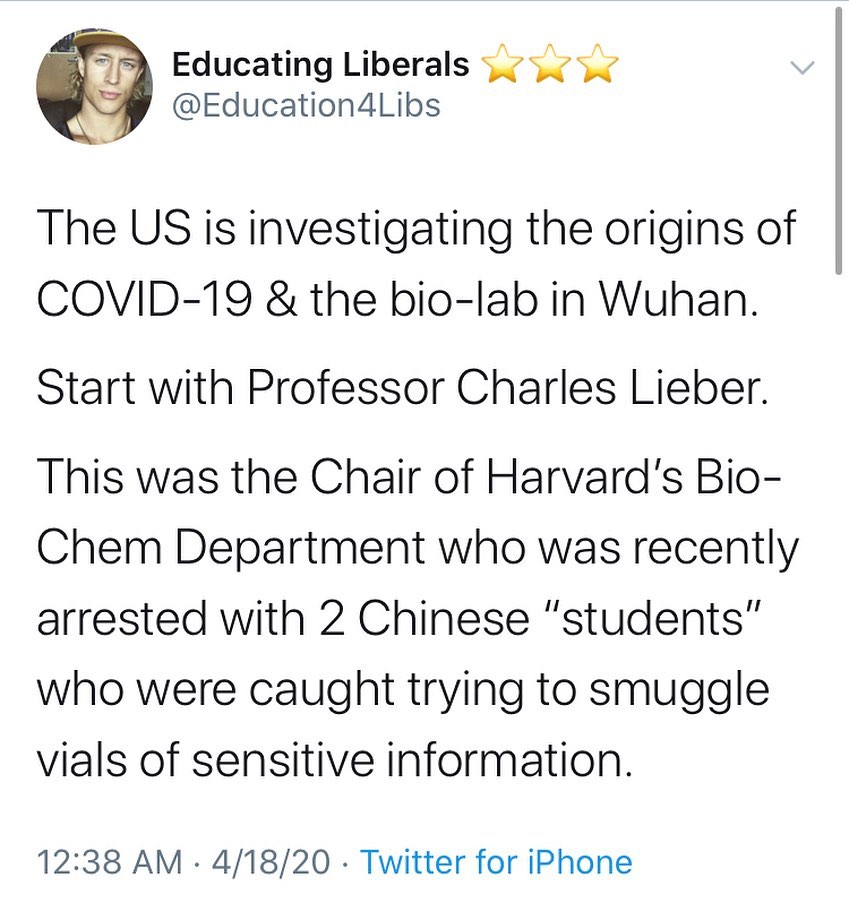 Educating Liberals ⭐⭐⭐
@Education4Libs
The US is investigating the origins of
COVID-19 & the bio-lab in Wuhan.
Start with Professor Charles Lieber.
This was the Chair of Harvard's Bio-
Chem Department who was recently
arrested with 2 Chinese “students”
who were caught trying to smuggle
vials of sensitive information.
12:38 AM · 4/18/20 · Twitter for iPhone